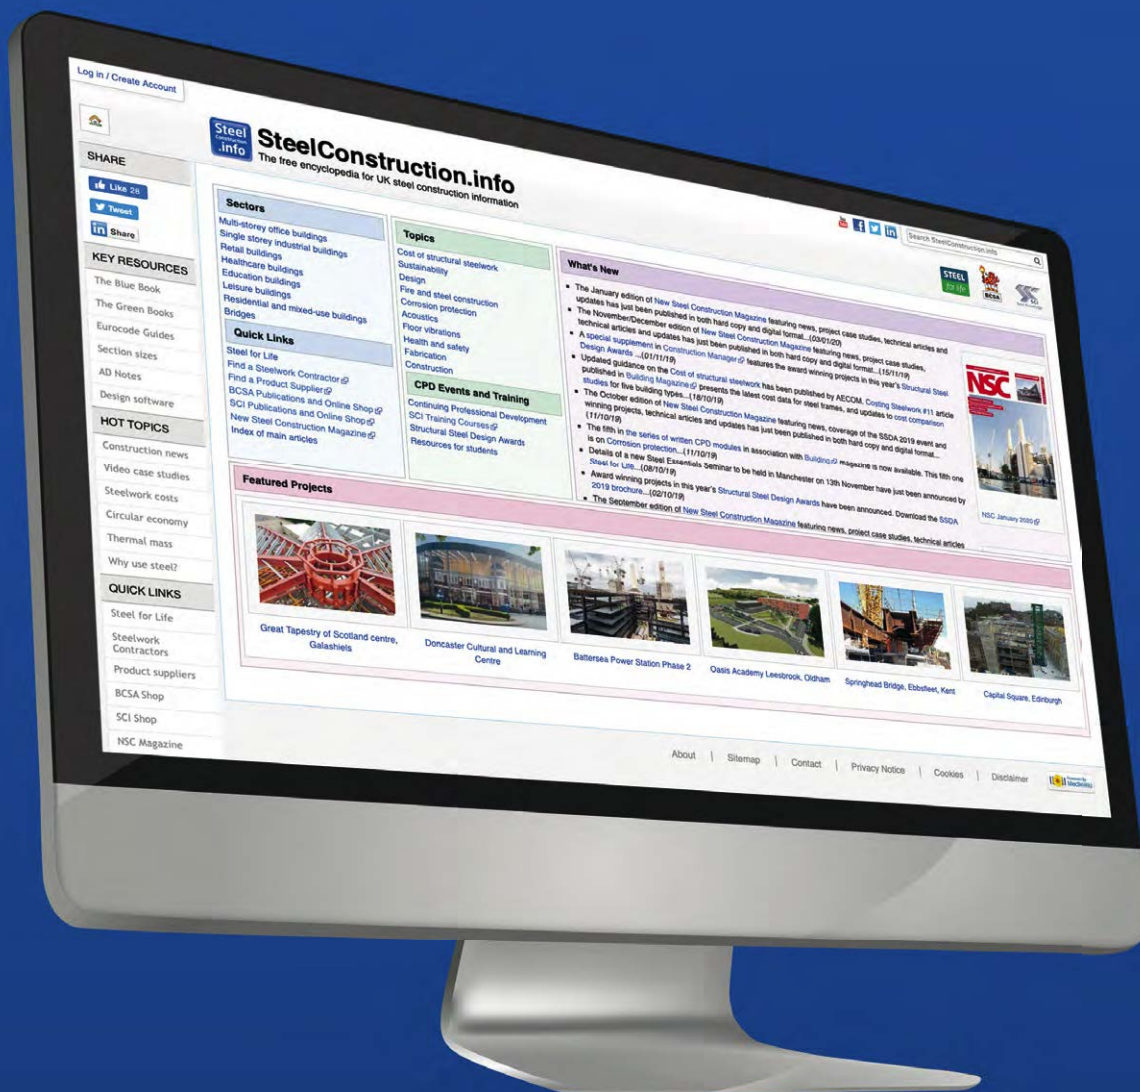 Log in / Create Account
SHARE
Like 28
Tweet
Share
KEY RESOURCES
The Blue Book
The Green Books
Eurocode Guides
Section sizes
AD Notes
Design software
HOT TOPICS
Construction news
Video case studies
Steelwork costs
Circular economy
Thermal mass
Why use steel?
QUICK LINKS
Steel for Life
Steelwork
Contractors
Product suppliers
BCSA Shop
SCI Shop
NSC Magazine
Steel
Construction
.info
SteelConstruction.info
The free encyclopedia for UK steel construction information
Search SteelConstruction.info
STEEL
for life
BCSA
Sectors
Multi-storey office buildings
Single storey industrial buildings
Retail buildings
Healthcare buildings
Education buildings
Leisure buildings
Residential and mixed-use buildings
Bridges
Quick Links
Steel for Life
Find a Steelwork Contractor
Find a Product Supplier
BCSA Publications and Online Shop
SCI Publications and Online Shop
New Steel Construction Magazine
Index of main articles
Topics
Cost of structural steelwork
Sustainability
Design
Fire and steel construction
Corrosion protection
Acoustics
Floor vibrations
Health and safety
Fabrication
Construction
CPD Events and Training
Continuing Professional Development
SCI Training Courses
Structural Steel Design Awards
Resources for students
What's New
The January edition of New Steel Construction Magazine featuring news, project case studies, technical articles and
updates has just been published in both hard copy and digital format...(03/01/20)
The November/December edition of New Steel Construction Magazine featuring news, project case studies,
technical articles and updates has just been published in both hard copy and digital format...(15/11/19)
A special supplement in Construction Manager features the award winning projects in this year's Structural Steel
Design Awards ...(01/11/19)
Updated guidance on the Cost of structural steelwork has been published by AECOM. Costing Steelwork #11 article
published in Building Magazine presents the latest cost data for steel frames, and updates to cost comparison
studies for five building types...(18/10/19)
The October edition of New Steel Construction Magazine featuring news, coverage of the SSDA 2019 event and
winning projects, technical articles and updates has just been published in both hard copy and digital format...
(11/10/19)
The fifth in the series of written CPD modules in association with Building magazine is now available. This fifth one
is on Corrosion protection...(11/10/19)
Details of a new Steel Essentials Seminar to be held in Manchester on 13th November have just been announced by
Steel for Life...(08/10/19)
Award winning projects in this year's Structural Steel Design Awards have been announced. Download the SSDA
2019 brochure...(02/10/19)
The September edition of New Steel Construction Magazine featuring news, project case studies, technical articles
NSC
NSC January 2020
Featured Projects
Great Tapestry of Scotland centre,
Galashiels
Doncaster Cultural and Learning
Centre
Battersea Power Station Phase 2
Oasis Academy Leesbrook, Oldham
Springhead Bridge, Ebbsfleet, Kent
Capital Square, Edinburgh
About | Sitemap | Contact | Privacy Notice | Cookies | Disclaimer